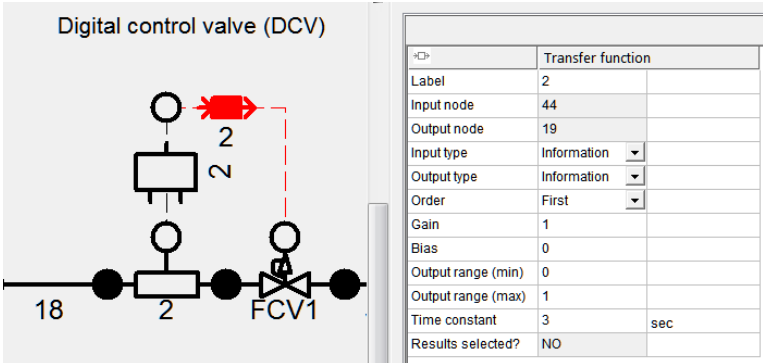 Digital control valve (DCV)
2
2
18
2
FCV1
Transfer function
Label 2
Input node 44
Output node 19
Input type Information
Output type Information
Order First
Gain 1
Bias 0
Output range (min) 0
Output range (max) 1
Time constant 3 sec
Results selected? NO